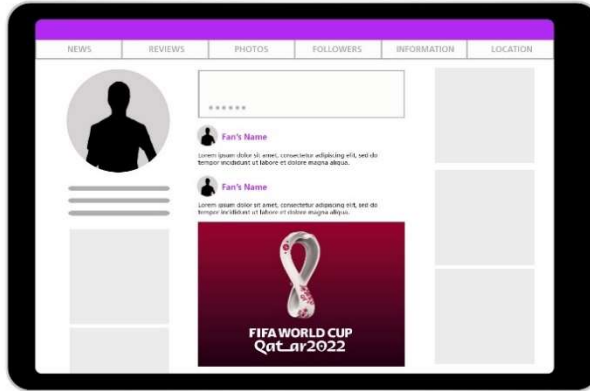 NEWS REVIEWS PHOTOS FOLLOWERS INFORMATION LOCATION
Fan's Name
Lorem ipsum dolor sit amet, consectetur adipiscing elit, sed do
tempor incididunt ut labore et dolore magna aliqua.
Fan's Name
Lorem ipsum dolor sit amet, consectetur adipiscing elit, sed do
tempor incididunt ut labore et dolore magna aliqua.
FIFA WORLD CUP
Qatar2022